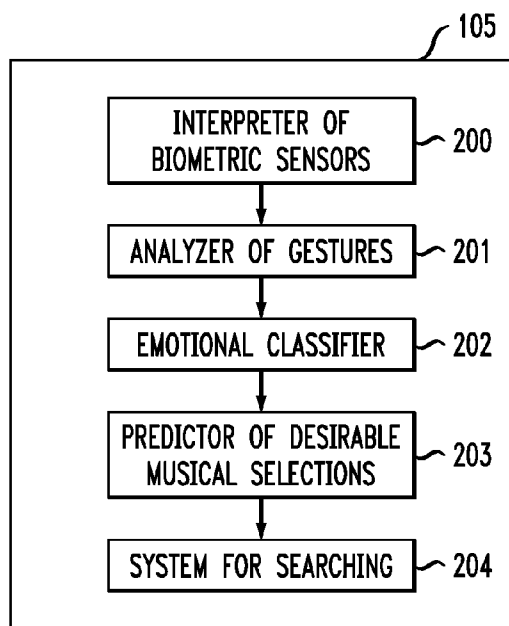 105
INTERPRETER OF
BIOMETRIC SENSORS
200
ANALYZER OF GESTURES
201
EMOTIONAL CLASSIFIER
202
PREDICTOR OF DESIRABLE
MUSICAL SELECTIONS
203
SYSTEM FOR SEARCHING
204